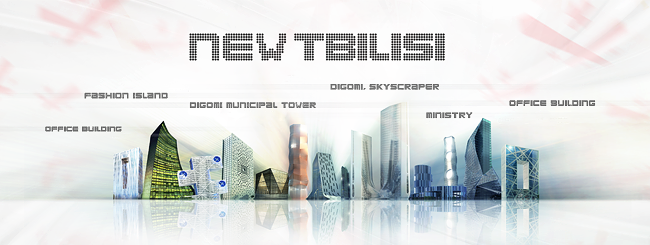 NEW TBILISI
DIGOMI, SKYSCRAPER
FASHION ISLAND
DIGOMI MUNICIPAL TOWER
OFFICE BUILDING
MINISTRY
OFFICE BUILDING